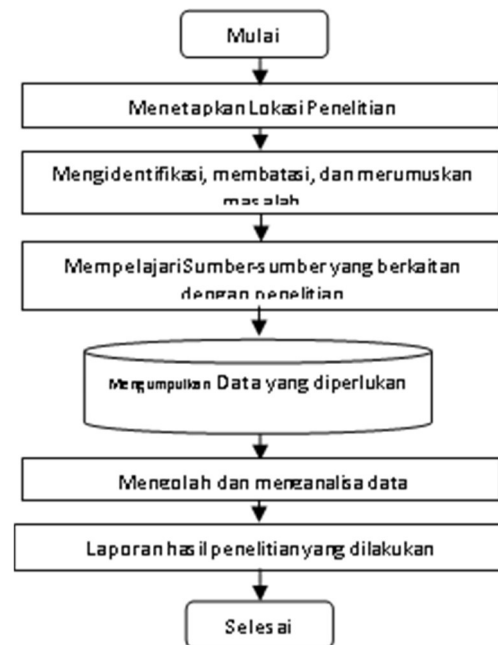 Mulai
Menetapkan Lokasi Penelitian
Mengidentifikasi, membatasi, dan merumuskan
masalah
Mempelajari Sumber-sumber yang berkaitan
dengan penelitian
Mengumpulkan Data yang diperlukan
Mengolah dan menganalisa data
Laporan hasil penelitian yang dilakukan
Selesai